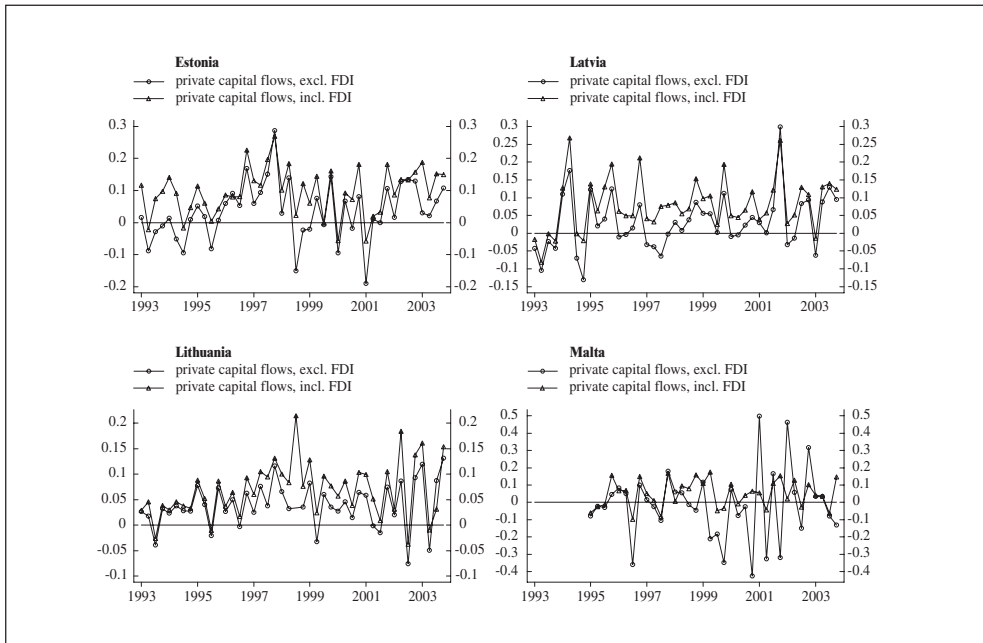 Estonia
private capital flows, excl. FDI
private capital flows, incl. FDI
0.3 0.3
0.2 0.2
0.1 0.1
0 0
-0.1 -0.1
-0.2 -0.2
1993 1995 1997 1999 2001 2003
Latvia
private capital flows, excl. FDI
private capital flows, incl. FDI
0.3 0.3
0.25 0.25
0.2 0.2
0.15 0.15
0.1 0.1
0.05 0.05
0 0
-0.05 -0.05
-0.1 -0.1
-0.15 -0.15
1993 1995 1997 1999 2001 2003
Lithuania
private capital flows, excl. FDI
private capital flows, incl. FDI
0.2 0.2
0.15 0.15
0.1 0.1
0.05 0.05
0 0
-0.05 -0.05
-0.1 -0.1
1993 1995 1997 1999 2001 2003
Malta
private capital flows, excl. FDI
private capital flows, incl. FDI
0.5 0.5
0.4 0.4
0.3 0.3
0.2 0.2
0.1 0.1
0 0
-0.1 -0.1
-0.2 -0.2
-0.3 -0.3
-0.4 -0.4
1993 1995 1997 1999 2001 2003